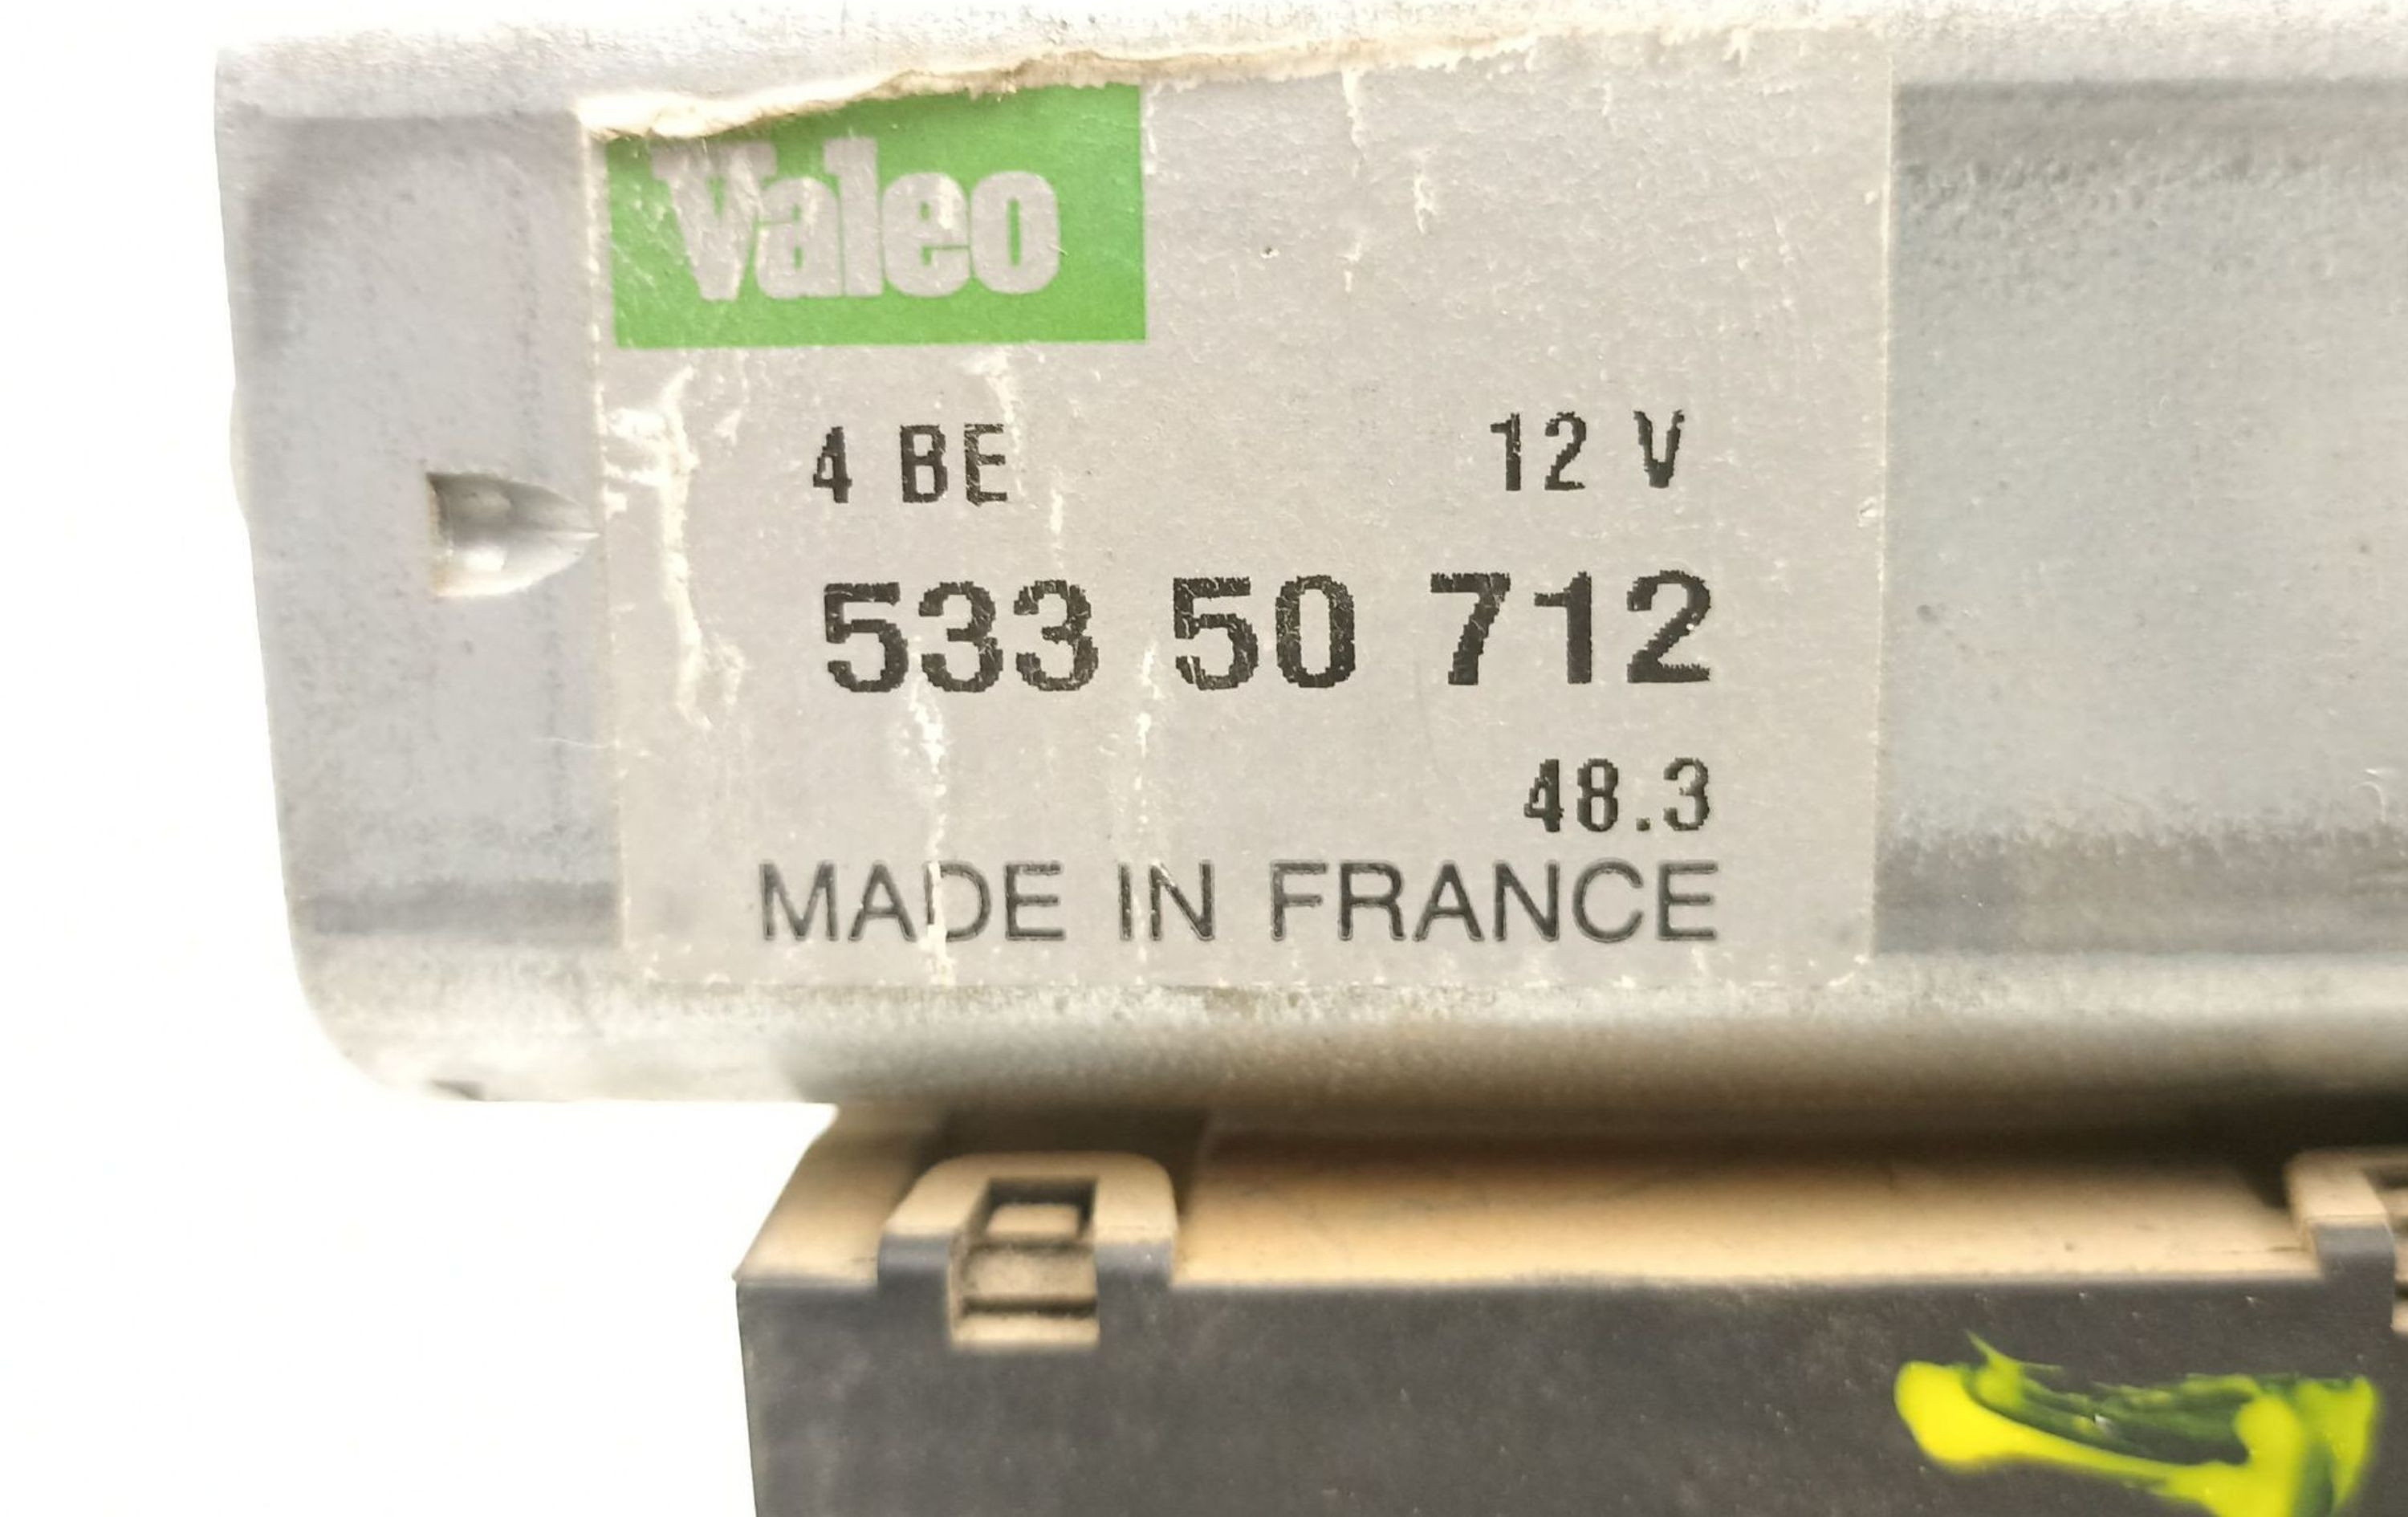 Valeo
4 BE 12 V
533 50 712
48.3
MADE IN FRANCE